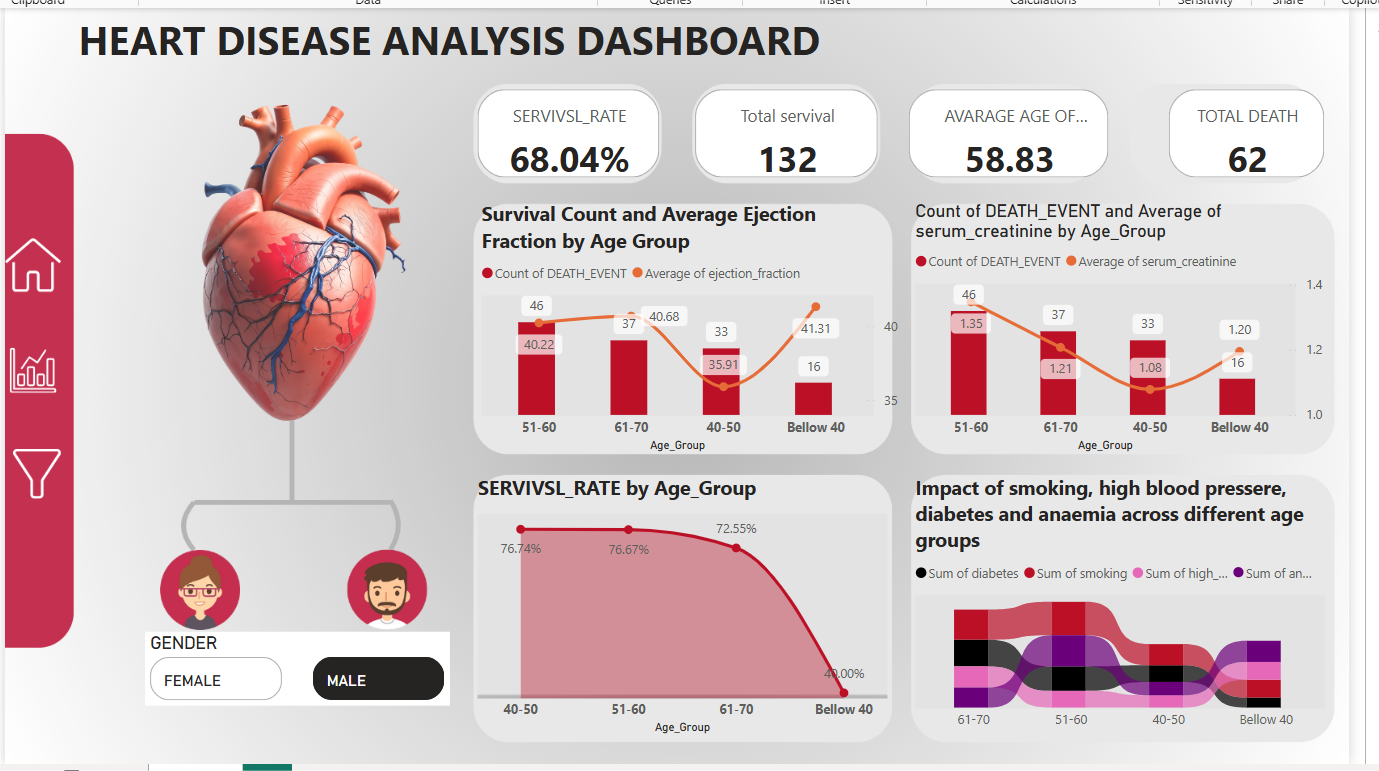 Clipboard
Data
Queries
Insert
Calculations
Sensitivity
Share
HEART DISEASE ANALYSIS DASHBOARD
SERVIVSL_RATE
68.04%
Total servival
132
AVARAGE AGE OF...
58.83
TOTAL DEATH
62
Survival Count and Average Ejection
Fraction by Age Group
Count of DEATH_EVENT Average of ejection_fraction
46
40.22
37
40.68
33
35.91
41.31
16
40
35
51-60 61-70 40-50 Bellow 40
Age_Group
Count of DEATH_EVENT and Average of
serum_creatinine by Age_Group
Count of DEATH_EVENT Average of serum_creatinine
46
1.35
37
1.21
33
1.08
1.20
16
1.4
1.2
1.0
51-60 61-70 40-50 Bellow 40
Age_Group
SERVIVSL_RATE by Age_Group
76.74%
76.67%
72.55%
40.00%
40-50 51-60 61-70 Bellow 40
Age_Group
Impact of smoking, high blood pressere,
diabetes and anaemia across different age
groups
Sum of diabetes Sum of smoking Sum of high_... Sum of an...
61-70 51-60 40-50 Bellow 40
GENDER
FEMALE
MALE